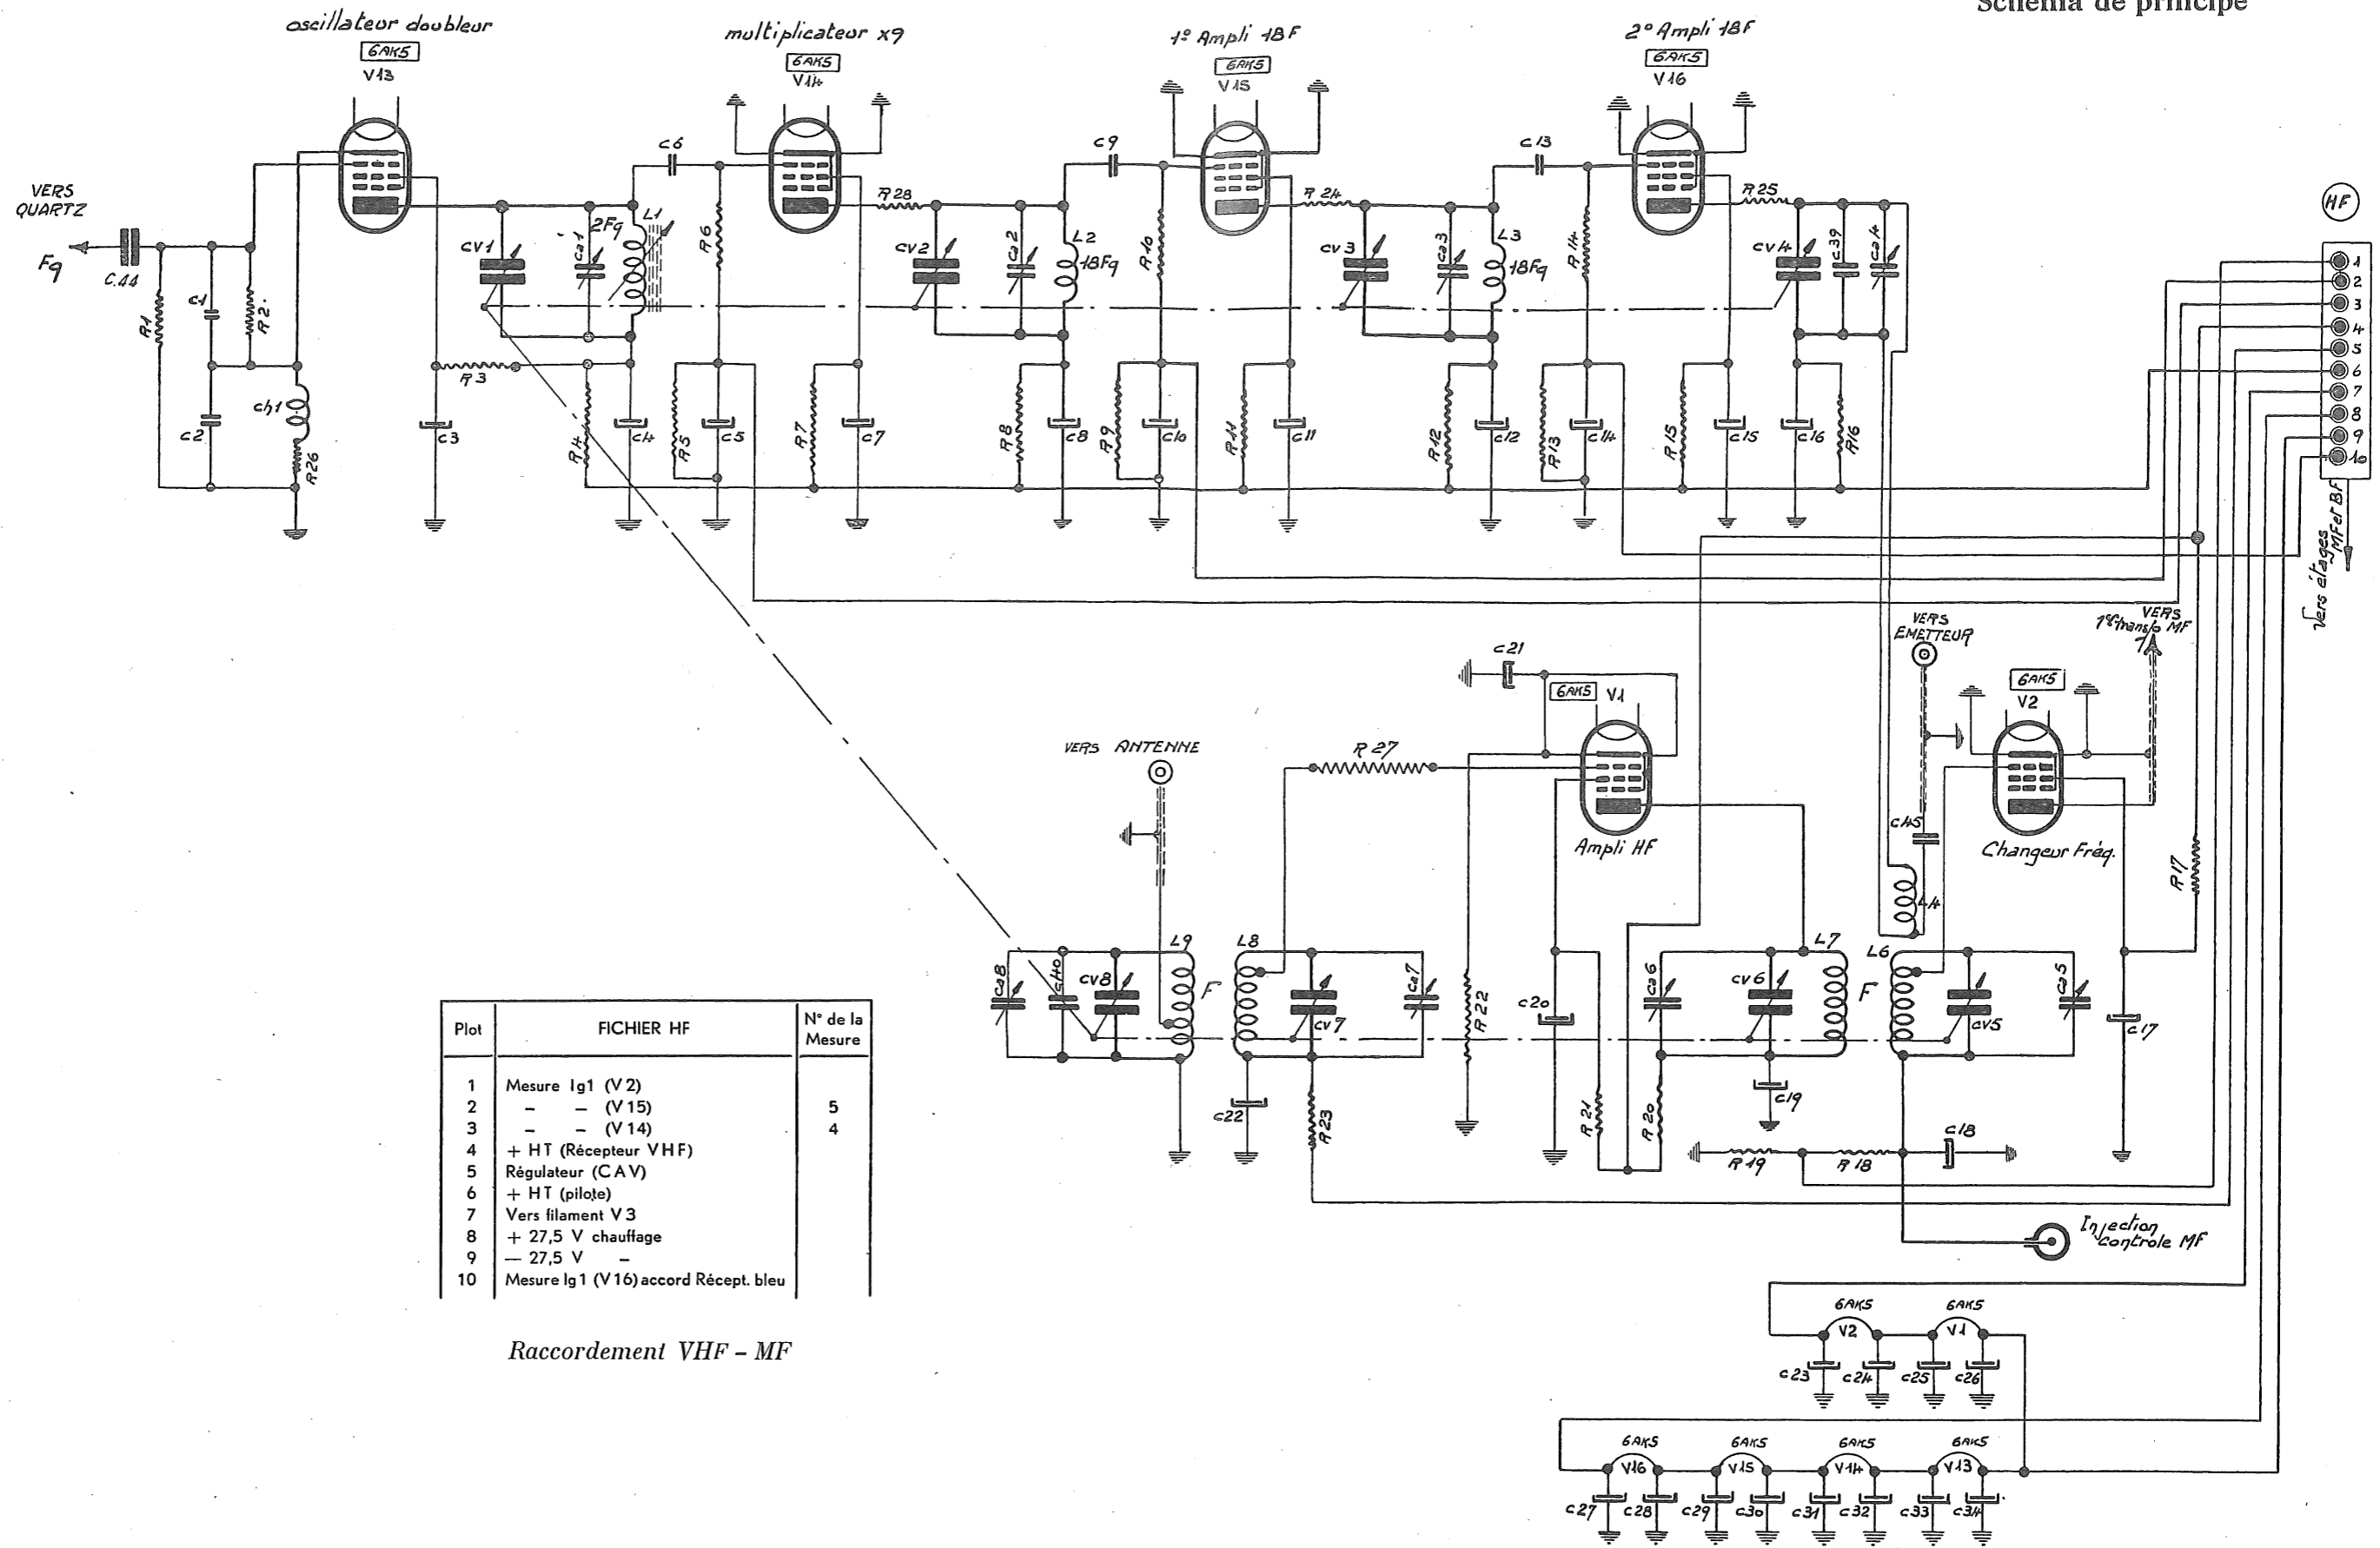 Schéma de principe
oscillateur doubleur
6AK5
V13
multiplicateur x9
6AK5
V14
1º Ampli 18F
6AK5
V15
2º Ampli 18F
6AK5
V16
VERS
QUARTZ
Fq
C.44
R1
C1
R2.
C2
ch1
R26
R3
C3
CV1
Ca1
2Fq
L1
R4
C4
C6
R6
R5
C5
R28
R7
C7
CV2
Ca2
L2
18Fq
R8
C8
C9
R10
R9
C10
R11
C11
R24
CV3
Ca3
L3
18Fq
R12
C12
C13
R14
R13
C14
R15
C15
R25
CV4
C39
Ca4
C16
R16
HF
1
2
3
4
5
6
7
8
9
10
Vers étages
MF et BF
VERS
EMETTEUR
VERS
1er transfo MF
C21
6AK5 V1
Ampli HF
6AK5
V2
Changeur Fréq.
C45
L4
R17
VERS ANTENNE
R27
Ca8
C40
CV8
L9
F
L8
CV7
Ca7
C22
R23
R22
C20
R21
R20
Ca6
CV6
L7
F
L6
CV5
Ca5
C17
C19
R19
R18
C18
Injection
contrôle MF
Plot
FICHIER HF
N° de la
Mesure
1 Mesure Ig1 (V2)
2 – – (V15) 5
3 – – (V14) 4
4 + HT (Récepteur VHF)
5 Régulateur (CAV)
6 + HT (pilote)
7 Vers filament V3
8 + 27,5 V chauffage
9 — 27,5 V –
10 Mesure Ig1 (V16) accord Récept. bleu
Raccordement VHF – MF
6AK5 6AK5
V2 V1
C23 C24 C25 C26
6AK5 6AK5 6AK5 6AK5
V16 V15 V14 V13
C27 C28 C29 C30 C31 C32 C33 C34